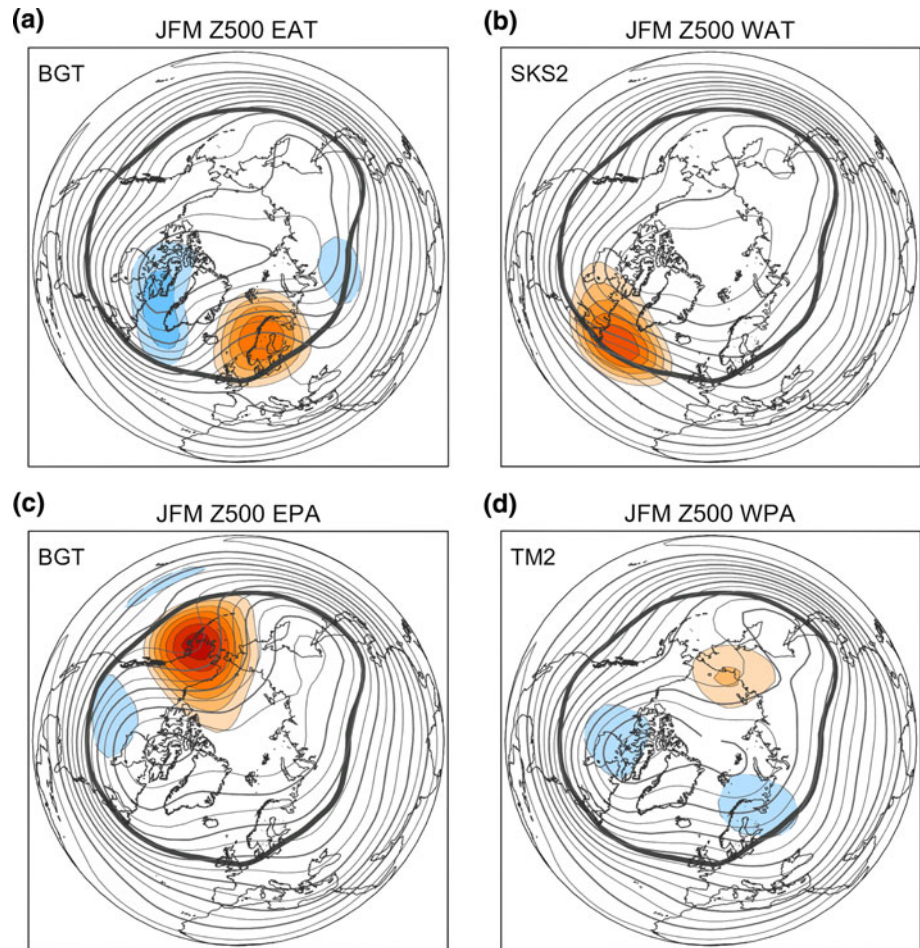 (a) JFM Z500 EAT
BGT
(b) JFM Z500 WAT
SKS2
(c) JFM Z500 EPA
BGT
(d) JFM Z500 WPA
TM2